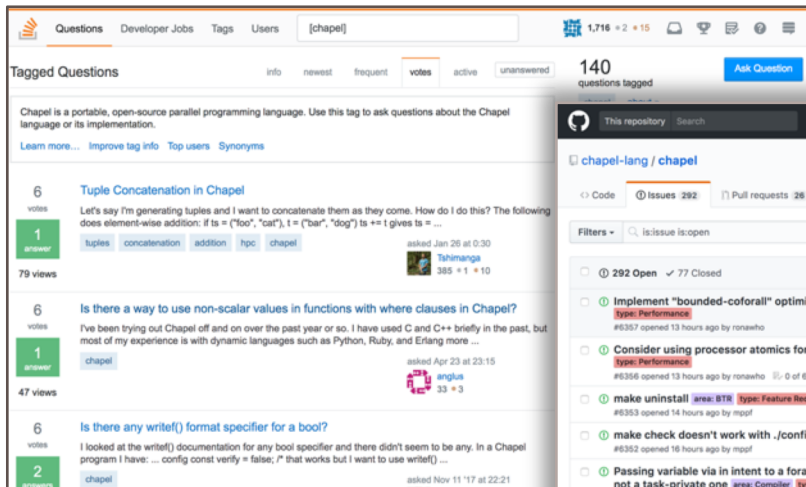 Questions Developer Jobs Tags Users [chapel] 1,716 2 15
Tagged Questions info newest frequent votes active unanswered
140
questions tagged
Ask Question
Chapel is a portable, open-source parallel programming language. Use this tag to ask questions about the Chapel
language or its implementation.
Learn more... Improve tag info Top users Synonyms
6
votes
1
answer
79 views
Tuple Concatenation in Chapel
Let's say I'm generating tuples and I want to concatenate them as they come. How do I do this? The following
does element-wise addition: if ts = ("foo", "cat"), t = ("bar", "dog") ts += t gives ts = ...
tuples concatenation addition hpc chapel
asked Jan 26 at 0:30
Tshimanga
385 1 10
6
votes
1
answer
47 views
Is there a way to use non-scalar values in functions with where clauses in Chapel?
I've been trying out Chapel off and on over the past year or so. I have used C and C++ briefly in the past, but
most of my experience is with dynamic languages such as Python, Ruby, and Erlang more ...
chapel
asked Apr 23 at 23:15
angus
33 3
6
votes
2
answers
Is there any writef() format specifier for a bool?
I looked at the writef() documentation for any bool specifier and there didn't seem to be any. In a Chapel
program I have: ... config const verify = false; /* that works but I want to use writef() ...
chapel
asked Nov 11 '17 at 22:21
This repository Search
chapel-lang / chapel
Code Issues 292 Pull requests 26
Filters is:issue is:open
292 Open 77 Closed
Implement "bounded-coforall" optimi
type: Performance
#6357 opened 13 hours ago by ronawho
Consider using processor atomics for
type: Performance
#6356 opened 13 hours ago by ronawho 0 of 6
make uninstall area: BTR type: Feature Rec
#6353 opened 14 hours ago by mppf
make check doesn't work with ./confi
#6352 opened 16 hours ago by mppf
Passing variable via in intent to a fora
not a task-private one area: Compiler